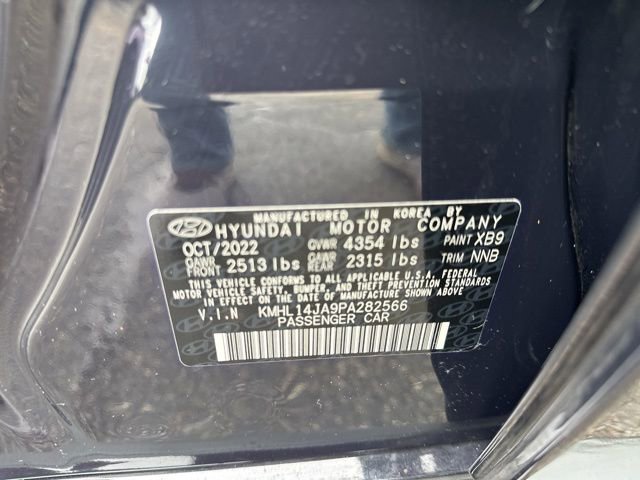 MANUFACTURED IN KOREA BY
HYUNDAI MOTOR COMPANY
OCT/2022 GVWR 4354 lbs PAINT XB9
GAWR FRONT 2513 lbs GAWR REAR 2315 lbs TRIM NNB
THIS VEHICLE CONFORMS TO ALL APPLICABLE U.S.A. FEDERAL
MOTOR VEHICLE SAFETY, BUMPER, AND THEFT PREVENTION STANDARDS
IN EFFECT ON THE DATE OF MANUFACTURE SHOWN ABOVE.
V.I.N KMHL14JA9PA282566
PASSENGER CAR